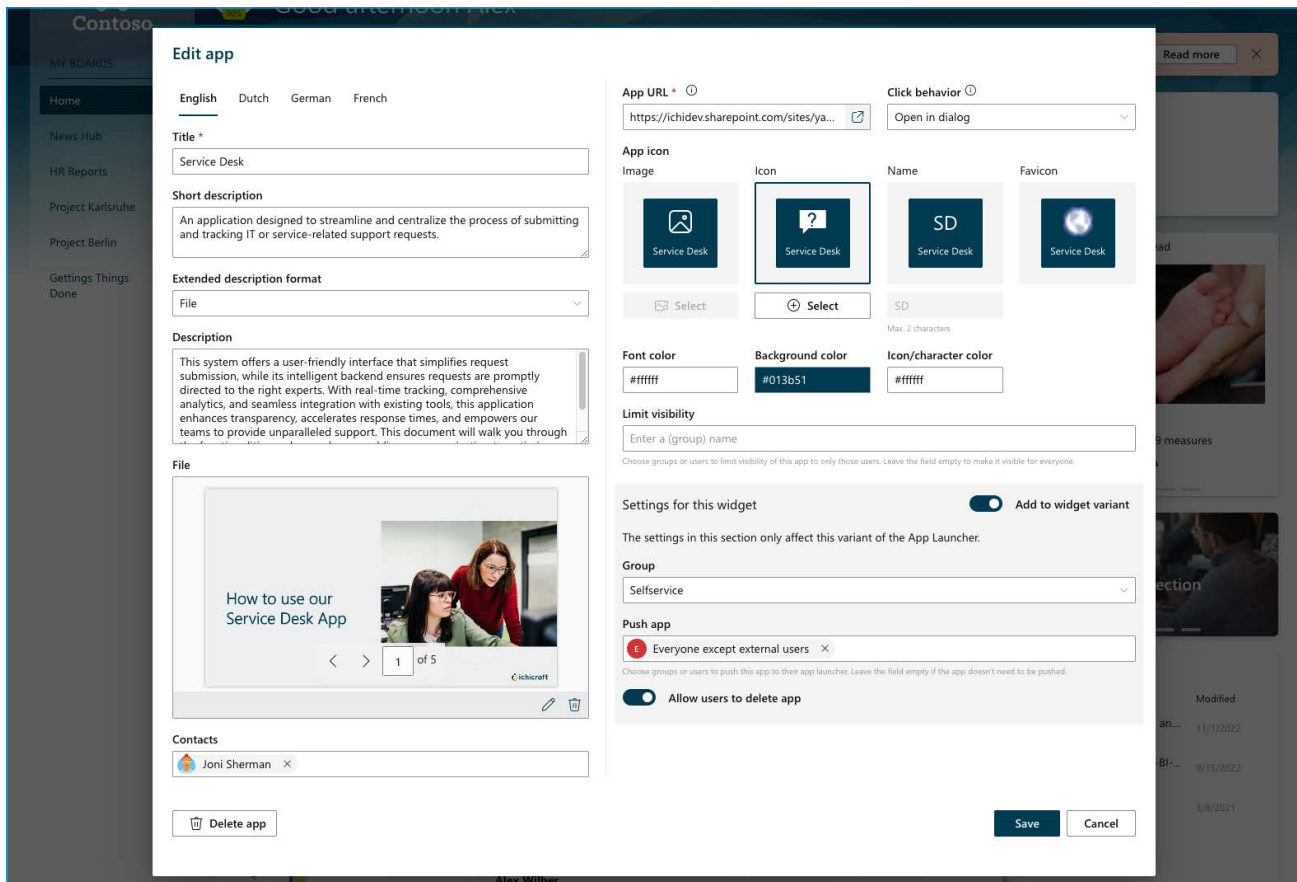 Good afternoon Alex
Contoso
90%
MY BOARDS
Home
News Hub
HR Reports
Project Karlsruhe
Project Berlin
Gettings Things
Done
Read more
Edit app
English Dutch German French
Title *
Service Desk
Short description
An application designed to streamline and centralize the process of submitting
and tracking IT or service-related support requests.
Extended description format
File
Description
This system offers a user-friendly interface that simplifies request
submission, while its intelligent backend ensures requests are promptly
directed to the right experts. With real-time tracking, comprehensive
analytics, and seamless integration with existing tools, this application
enhances transparency, accelerates response times, and empowers our
teams to provide unparalleled support. This document will walk you through
File
How to use our
Service Desk App
1 of 5
ichicraft
Contacts
Joni Sherman
Delete app
App URL *
https://ichidev.sharepoint.com/sites/ya...
Click behavior
Open in dialog
App icon
Image Icon Name Favicon
SD
Service Desk Service Desk Service Desk Service Desk
Select Select SD
Max. 2 characters
Font color Background color Icon/character color
#ffffff #013b51 #ffffff
Limit visibility
Enter a (group) name
Choose groups or users to limit visibility of this app to only those users. Leave the field empty to make it visible for everyone.
Settings for this widget
Add to widget variant
The settings in this section only affect this variant of the App Launcher.
Group
Selfservice
Push app
E Everyone except external users
Choose groups or users to push this app to their app launcher. Leave the field empty if the app doesn't need to be pushed.
Allow users to delete app
Save Cancel
ead
9 measures
ection
Modified
an... 11/1/2022
-BI-... 9/15/2022
3/8/2021
Alex Wilber